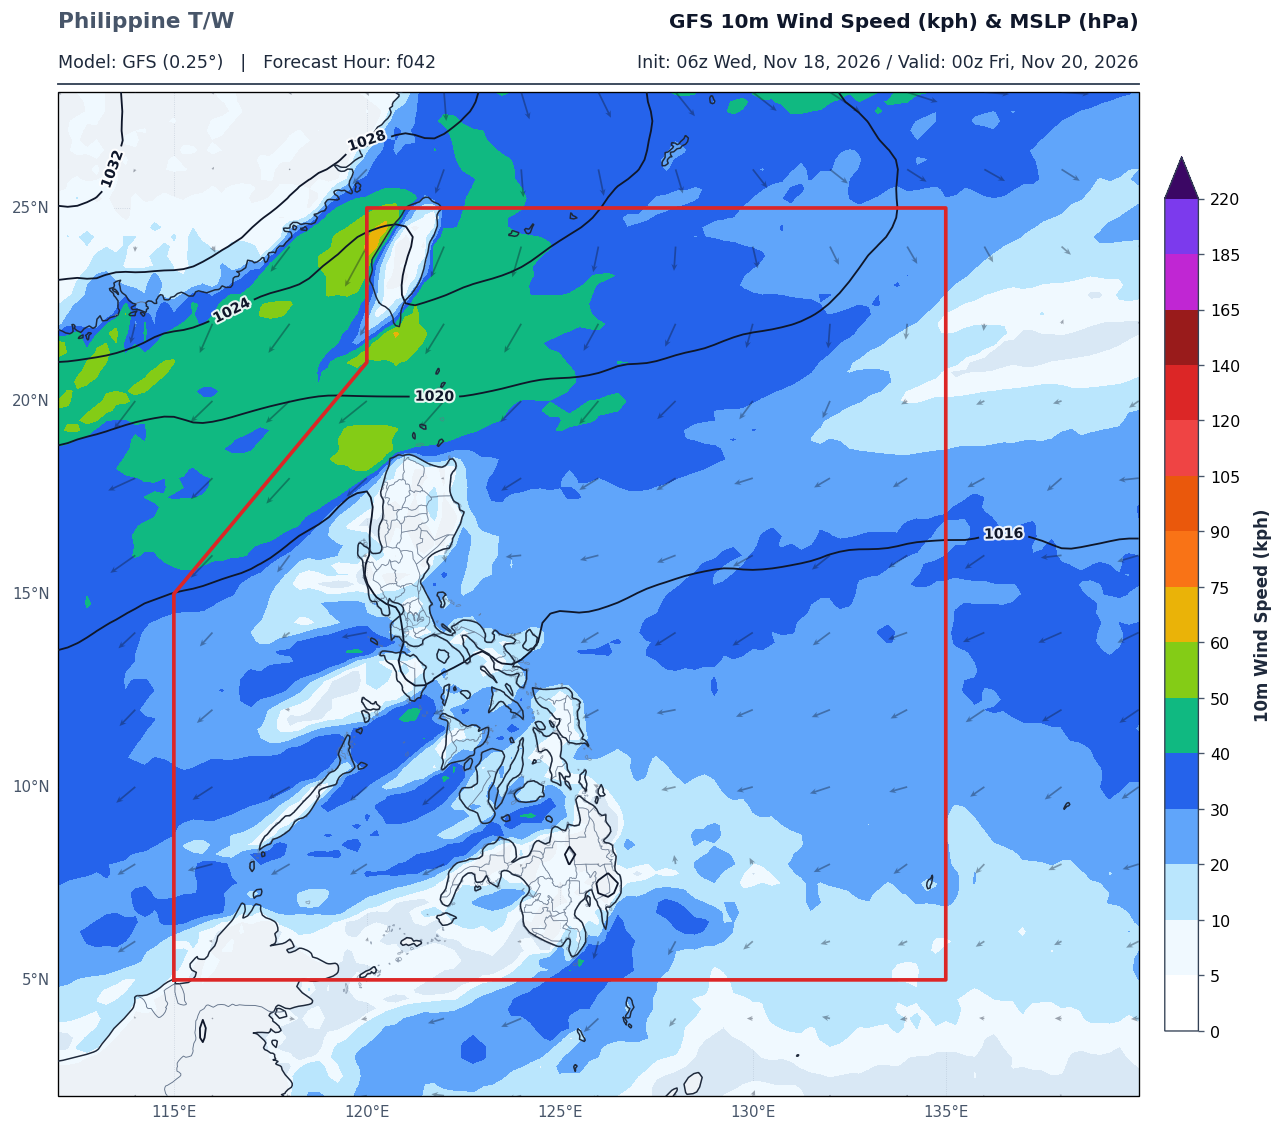 Philippine T/W
GFS 10m Wind Speed (kph) & MSLP (hPa)
Model: GFS (0.25°)   |   Forecast Hour: f042
Init: 06z Wed, Nov 18, 2026 / Valid: 00z Fri, Nov 20, 2026
1032
1028
1024
1020
1016
25°N
20°N
15°N
10°N
5°N
115°E
120°E
125°E
130°E
135°E
220
185
165
140
120
105
90
75
60
50
40
30
20
10
5
0
10m Wind Speed (kph)